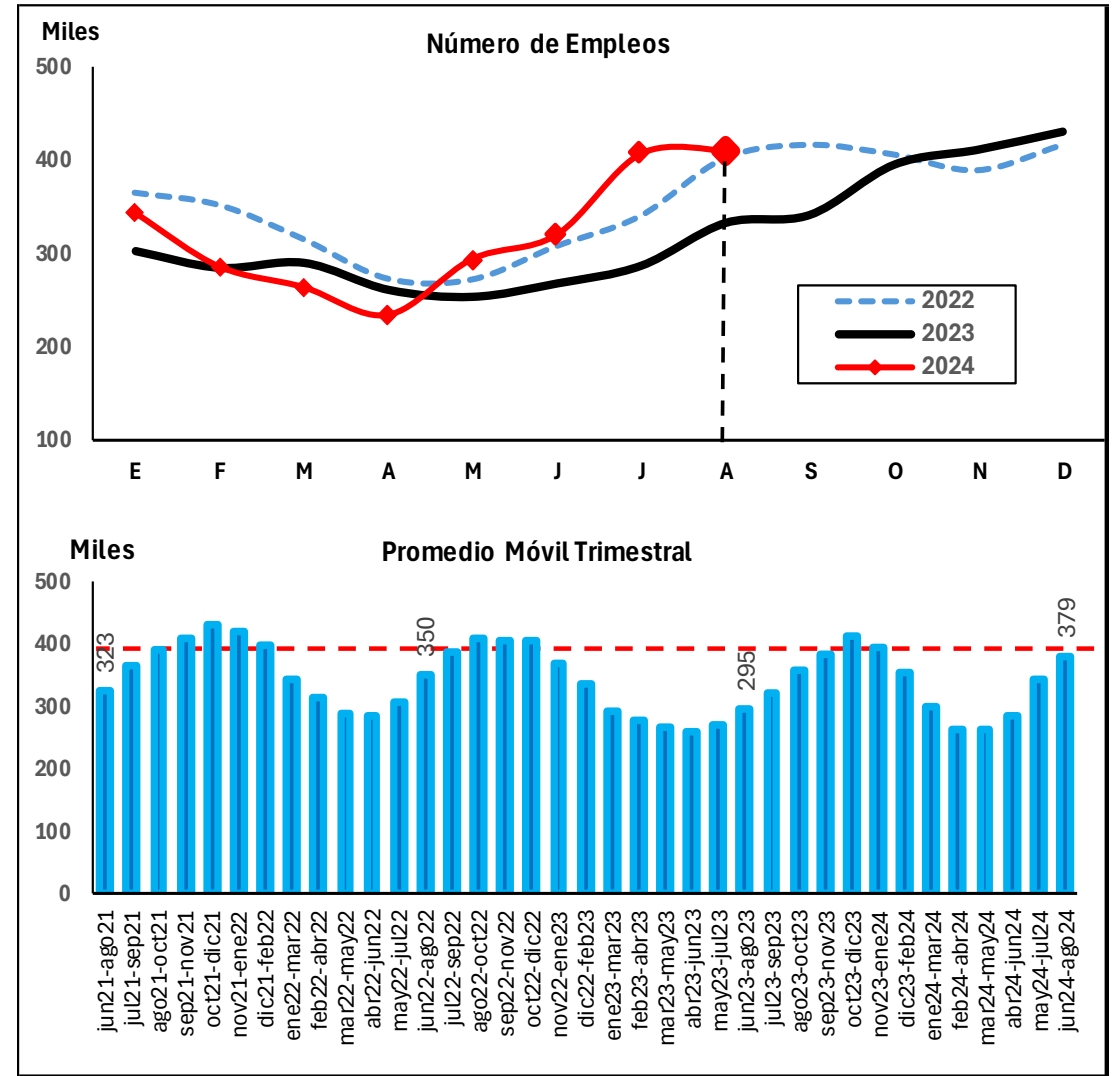 Miles
Número de Empleos
500
400
300
200
100
E F M A M J J A S O N D
2022
2023
2024
Miles
Promedio Móvil Trimestral
500
400
300
200
100
0
323
350
295
379
jun21-ago21
jul21-sep21
ago21-oct21
sep21-nov21
oct21-dic21
nov21-ene22
dic21-feb22
ene22-mar22
feb22-abr22
mar22-may22
abr22-jun22
may22-jul22
jun22-ago22
jul22-sep22
ago22-oct22
sep22-nov22
oct22-dic22
nov22-ene23
dic22-feb23
ene23-mar23
feb23-abr23
mar23-may23
abr23-jun23
may23-jul23
jun23-ago23
jul23-sep23
ago23-oct23
sep23-nov23
oct23-dic23
nov23-ene24
dic23-feb24
ene24-mar24
feb24-abr24
mar24-may24
abr24-jun24
may24-jul24
jun24-ago24